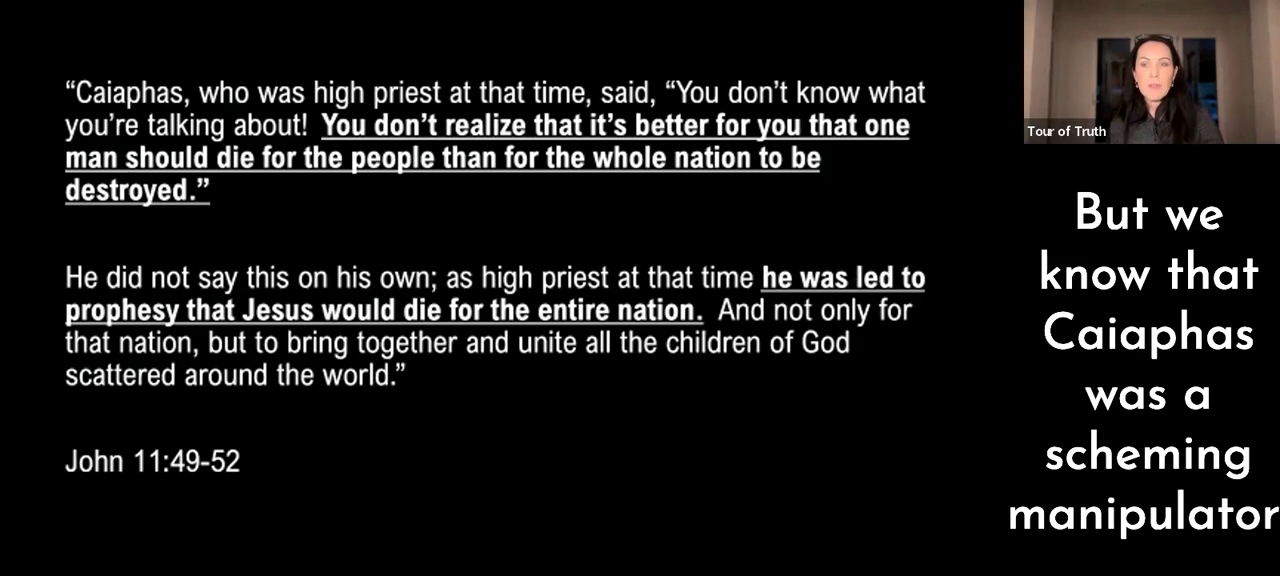 “Caiaphas, who was high priest at that time, said, “You don’t know what
you’re talking about!  You don’t realize that it’s better for you that one
man should die for the people than for the whole nation to be
destroyed.”
He did not say this on his own; as high priest at that time he was led to
prophesy that Jesus would die for the entire nation.  And not only for
that nation, but to bring together and unite all the children of God
scattered around the world.”
John 11:49-52
Tour of Truth
But we
know that
Caiaphas
was a
scheming
manipulator